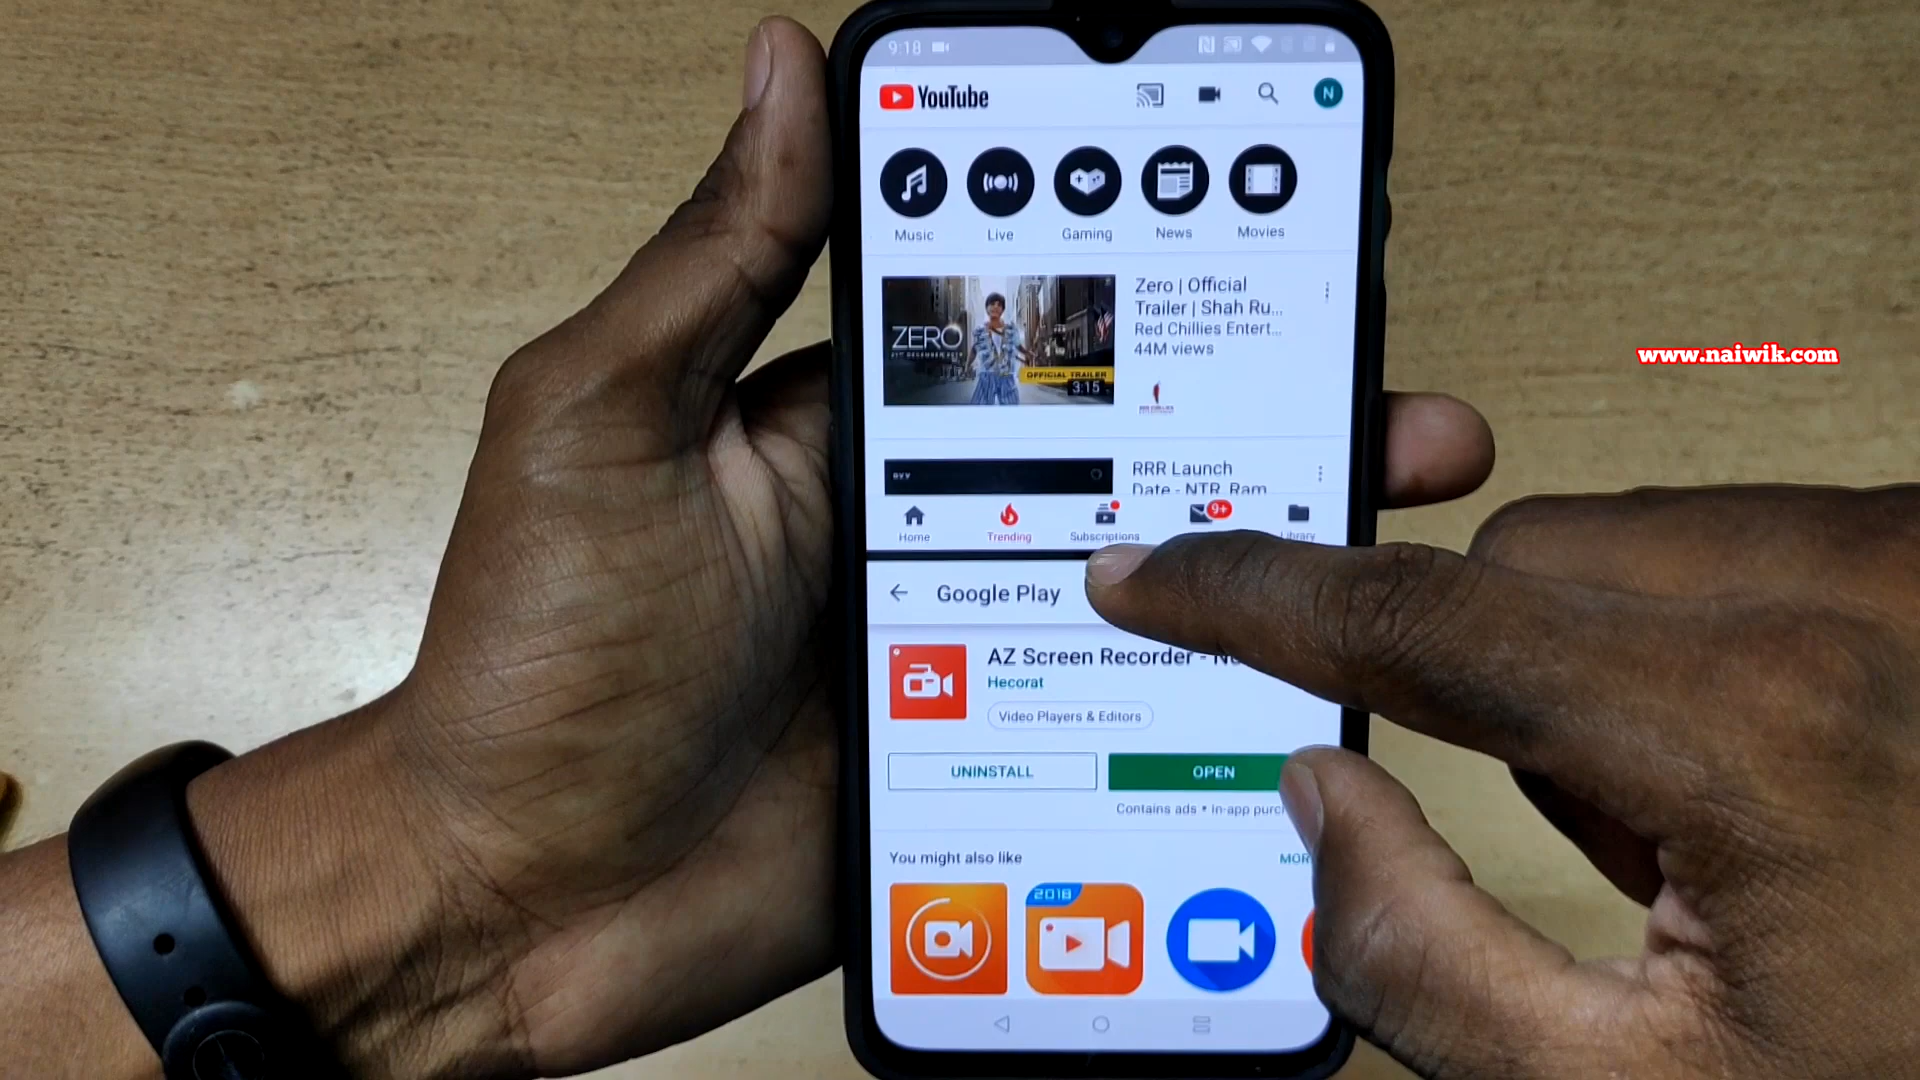 9:18
YouTube
N
Music
Live
Gaming
News
Movies
ZERO
OFFICIAL TRAILER
3:15
Zero | Official
Trailer | Shah Ru...
Red Chillies Entert...
44M views
RRR Launch
Date - NTR, Ram
9+
Home
Trending
Subscriptions
Library
Google Play
AZ Screen Recorder -
Hecorat
Video Players & Editors
UNINSTALL
OPEN
Contains ads • In-app purc
You might also like
MOR
2018
www.naiwik.com